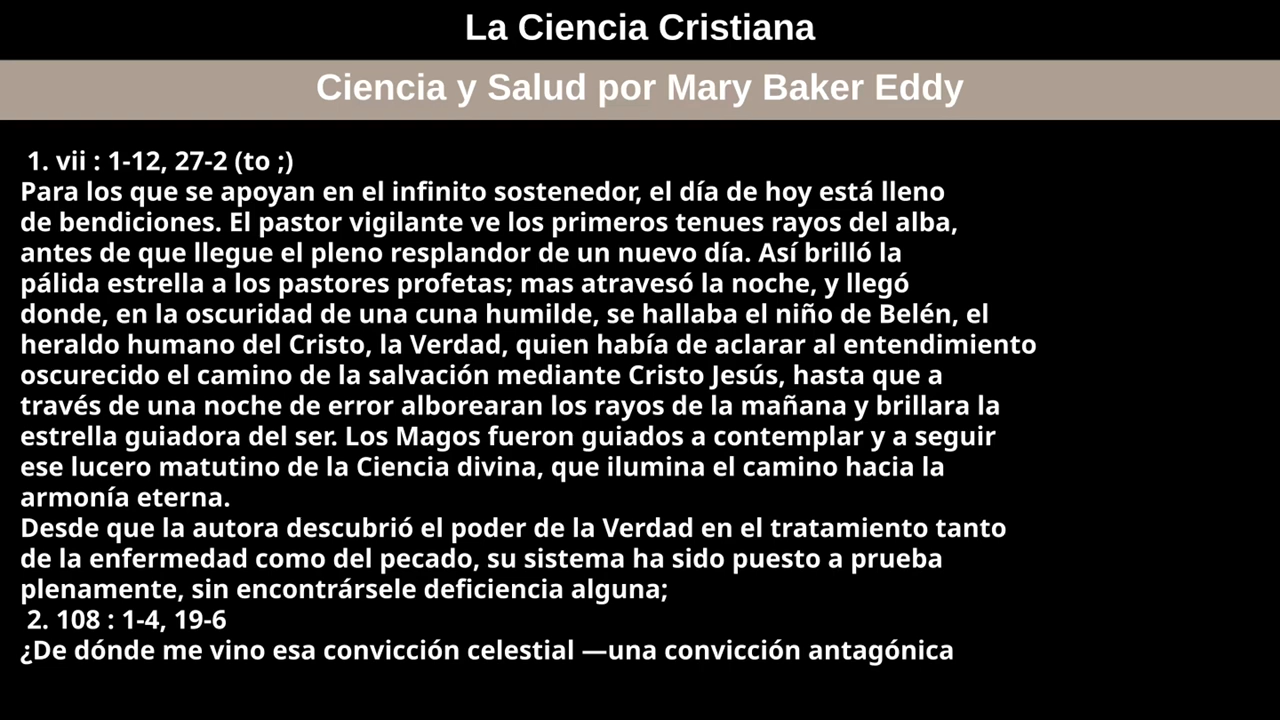 La Ciencia Cristiana
Ciencia y Salud por Mary Baker Eddy
1. vii : 1-12, 27-2 (to ;)
Para los que se apoyan en el infinito sostenedor, el día de hoy está lleno
de bendiciones. El pastor vigilante ve los primeros tenues rayos del alba,
antes de que llegue el pleno resplandor de un nuevo día. Así brilló la
pálida estrella a los pastores profetas; mas atravesó la noche, y llegó
donde, en la oscuridad de una cuna humilde, se hallaba el niño de Belén, el
heraldo humano del Cristo, la Verdad, quien había de aclarar al entendimiento
oscurecido el camino de la salvación mediante Cristo Jesús, hasta que a
través de una noche de error alborearan los rayos de la mañana y brillara la
estrella guiadora del ser. Los Magos fueron guiados a contemplar y a seguir
ese lucero matutino de la Ciencia divina, que ilumina el camino hacia la
armonía eterna.
Desde que la autora descubrió el poder de la Verdad en el tratamiento tanto
de la enfermedad como del pecado, su sistema ha sido puesto a prueba
plenamente, sin encontrársele deficiencia alguna;
2. 108 : 1-4, 19-6
¿De dónde me vino esa convicción celestial —una convicción antagónica